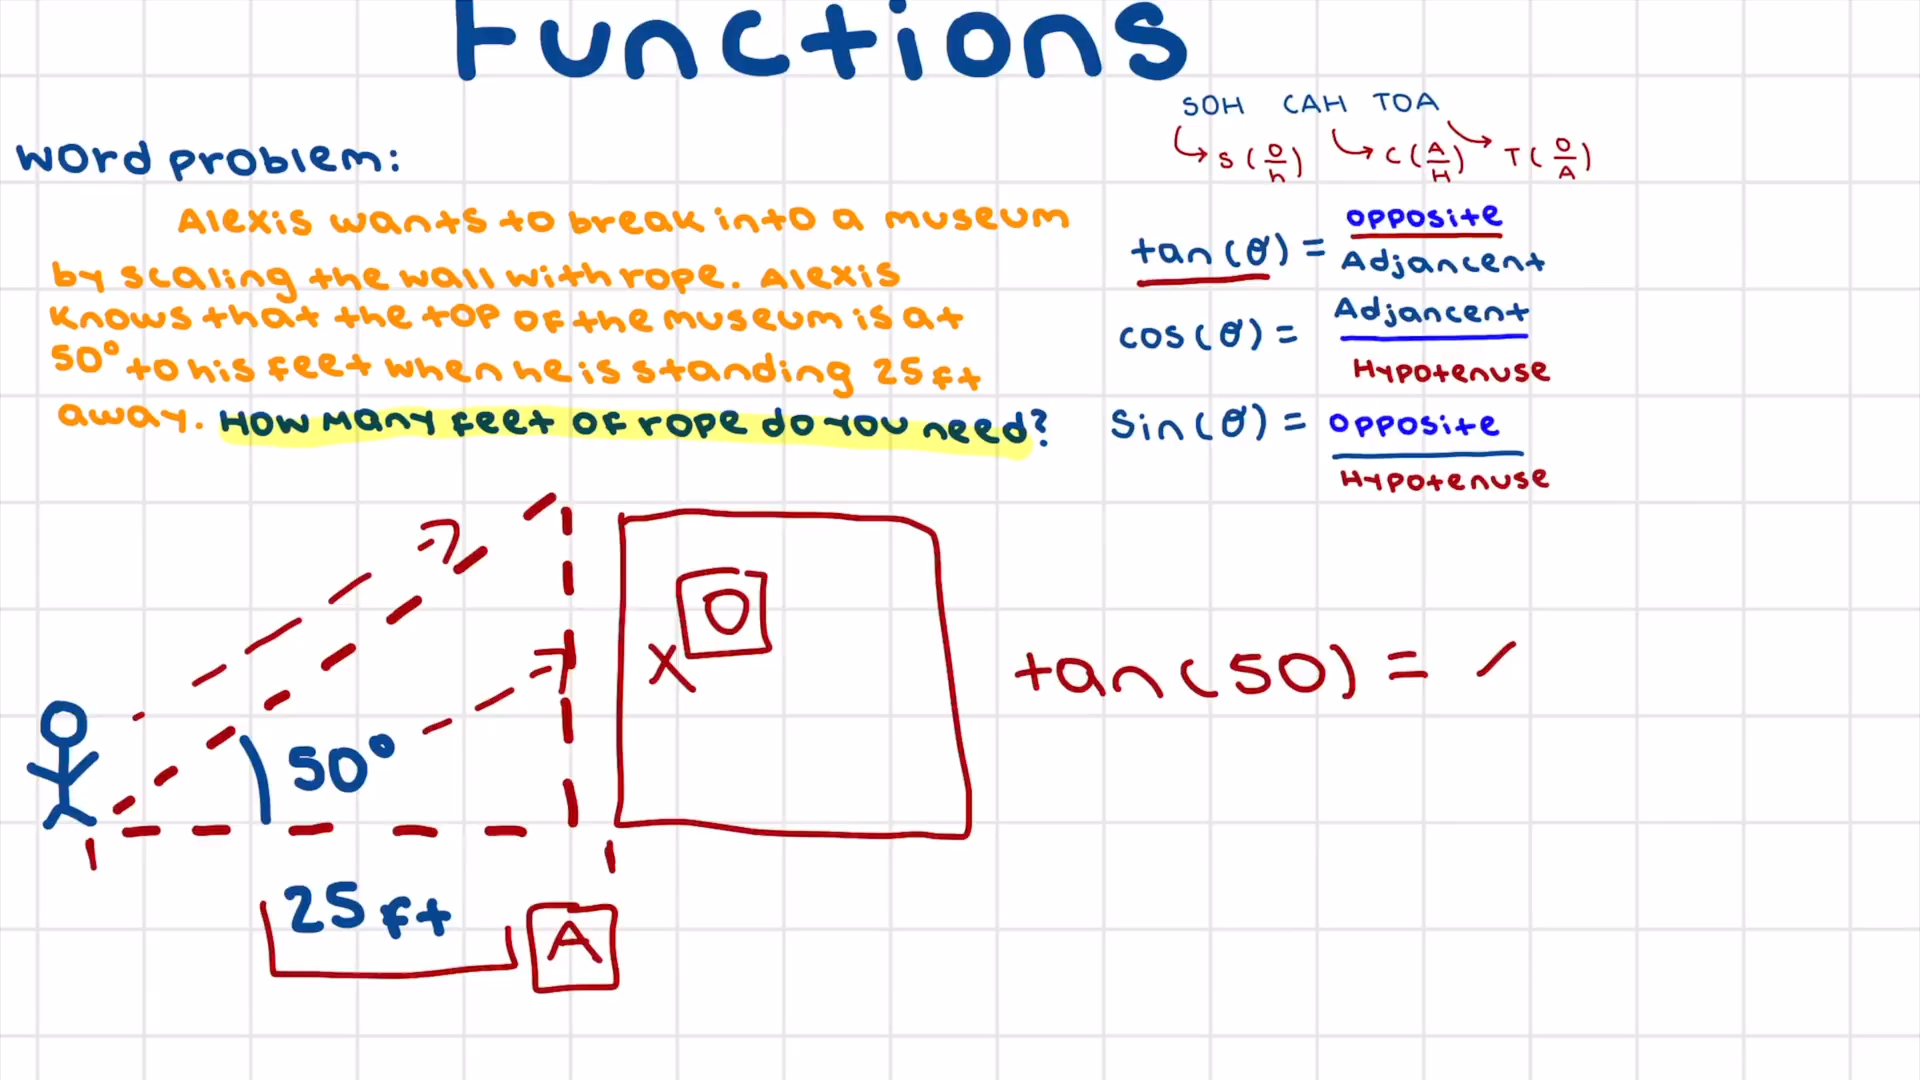 Functions
SOH CAH TOA
S(O/h) C(A/H) T(O/A)
word problem:
Alexis wants to break into a museum
by scaling the wall with rope. Alexis
knows that the top of the museum is at
50° to his feet when he is standing 25 ft
away. How many feet of rope do you need?
tan(θ) = opposite
Adjancent
cos(θ) = Adjancent
Hypotenuse
sin(θ) = opposite
Hypotenuse
O
X
tan(50) =
50°
25 ft
A